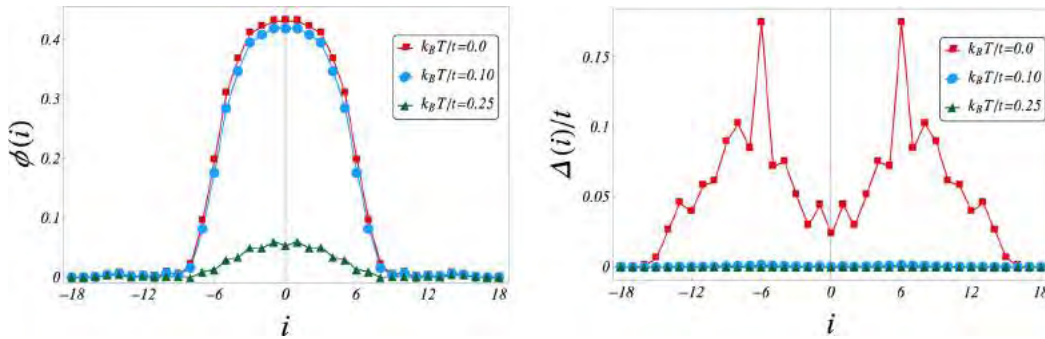 0.4
0.3
0.2
0.1
0
ϕ(i)
k_BT/t=0.0
k_BT/t=0.10
k_BT/t=0.25
−18 −12 −6 0 6 12 18
i
0.15
0.1
0.05
0
Δ(i)/t
k_BT/t=0.0
k_BT/t=0.10
k_BT/t=0.25
−18 −12 −6 0 6 12 18
i